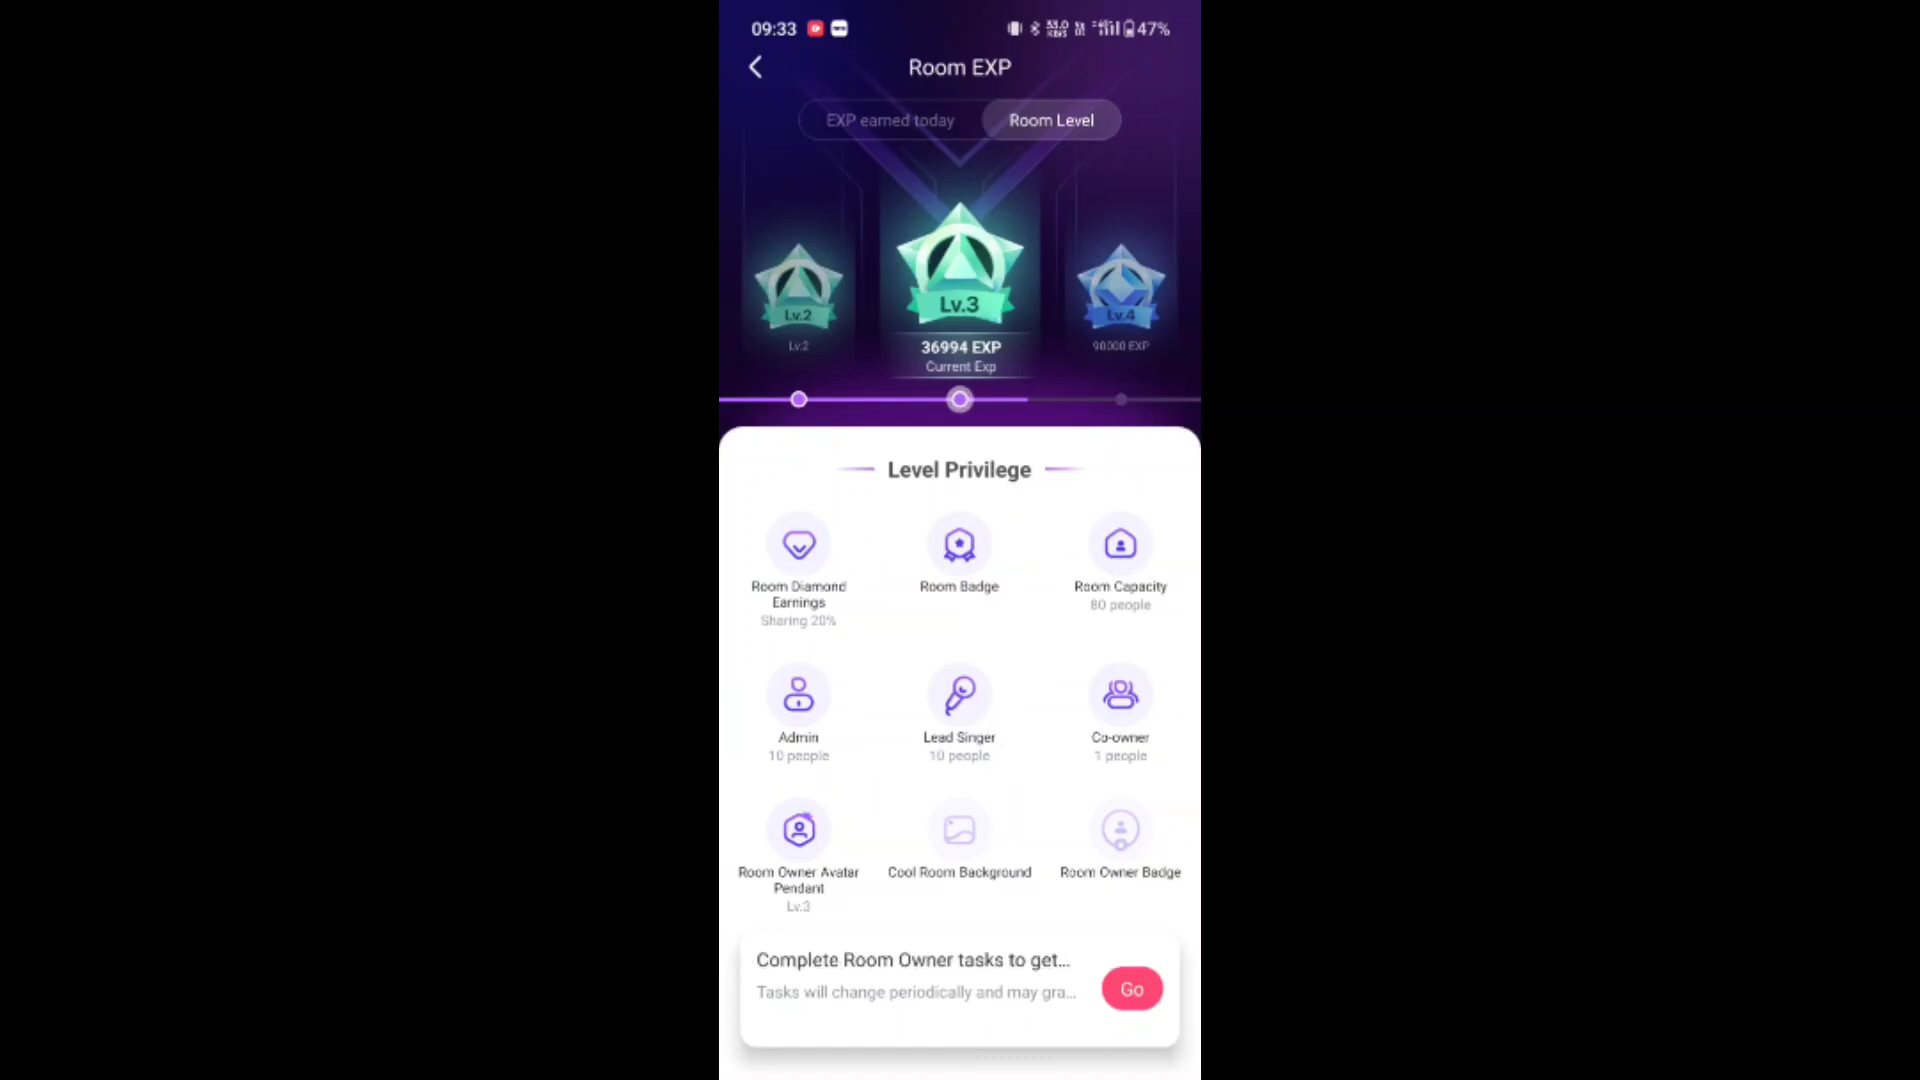 09:33
47%
Room EXP
EXP earned today
Room Level
Lv.2
Lv.3
Lv.4
Lv.2
36994 EXP
90000 EXP
Current Exp
Level Privilege
Room Diamond
Earnings
Sharing 20%
Room Badge
Room Capacity
80 people
Admin
10 people
Lead Singer
10 people
Co-owner
1 people
Room Owner Avatar
Pendant
Lv.3
Cool Room Background
Room Owner Badge
Complete Room Owner tasks to get...
Tasks will change periodically and may gra...
Go